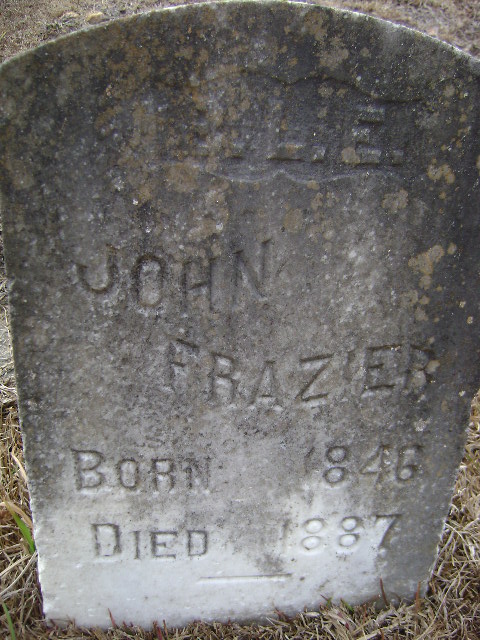 JOHN
FRAZIER
BORN 1846
DIED 1887